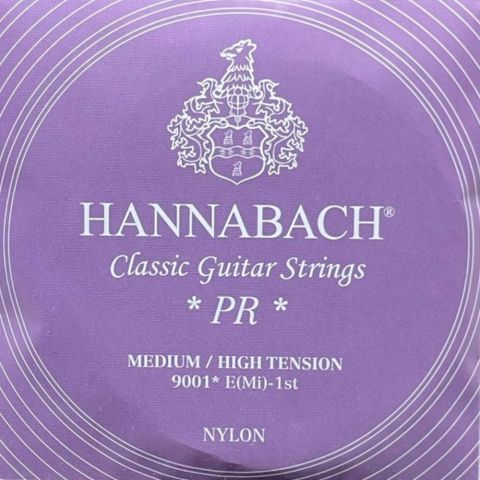 HANNABACH®
Classic Guitar Strings
* PR *
MEDIUM / HIGH TENSION
9001* E(Mi)-1st
NYLON